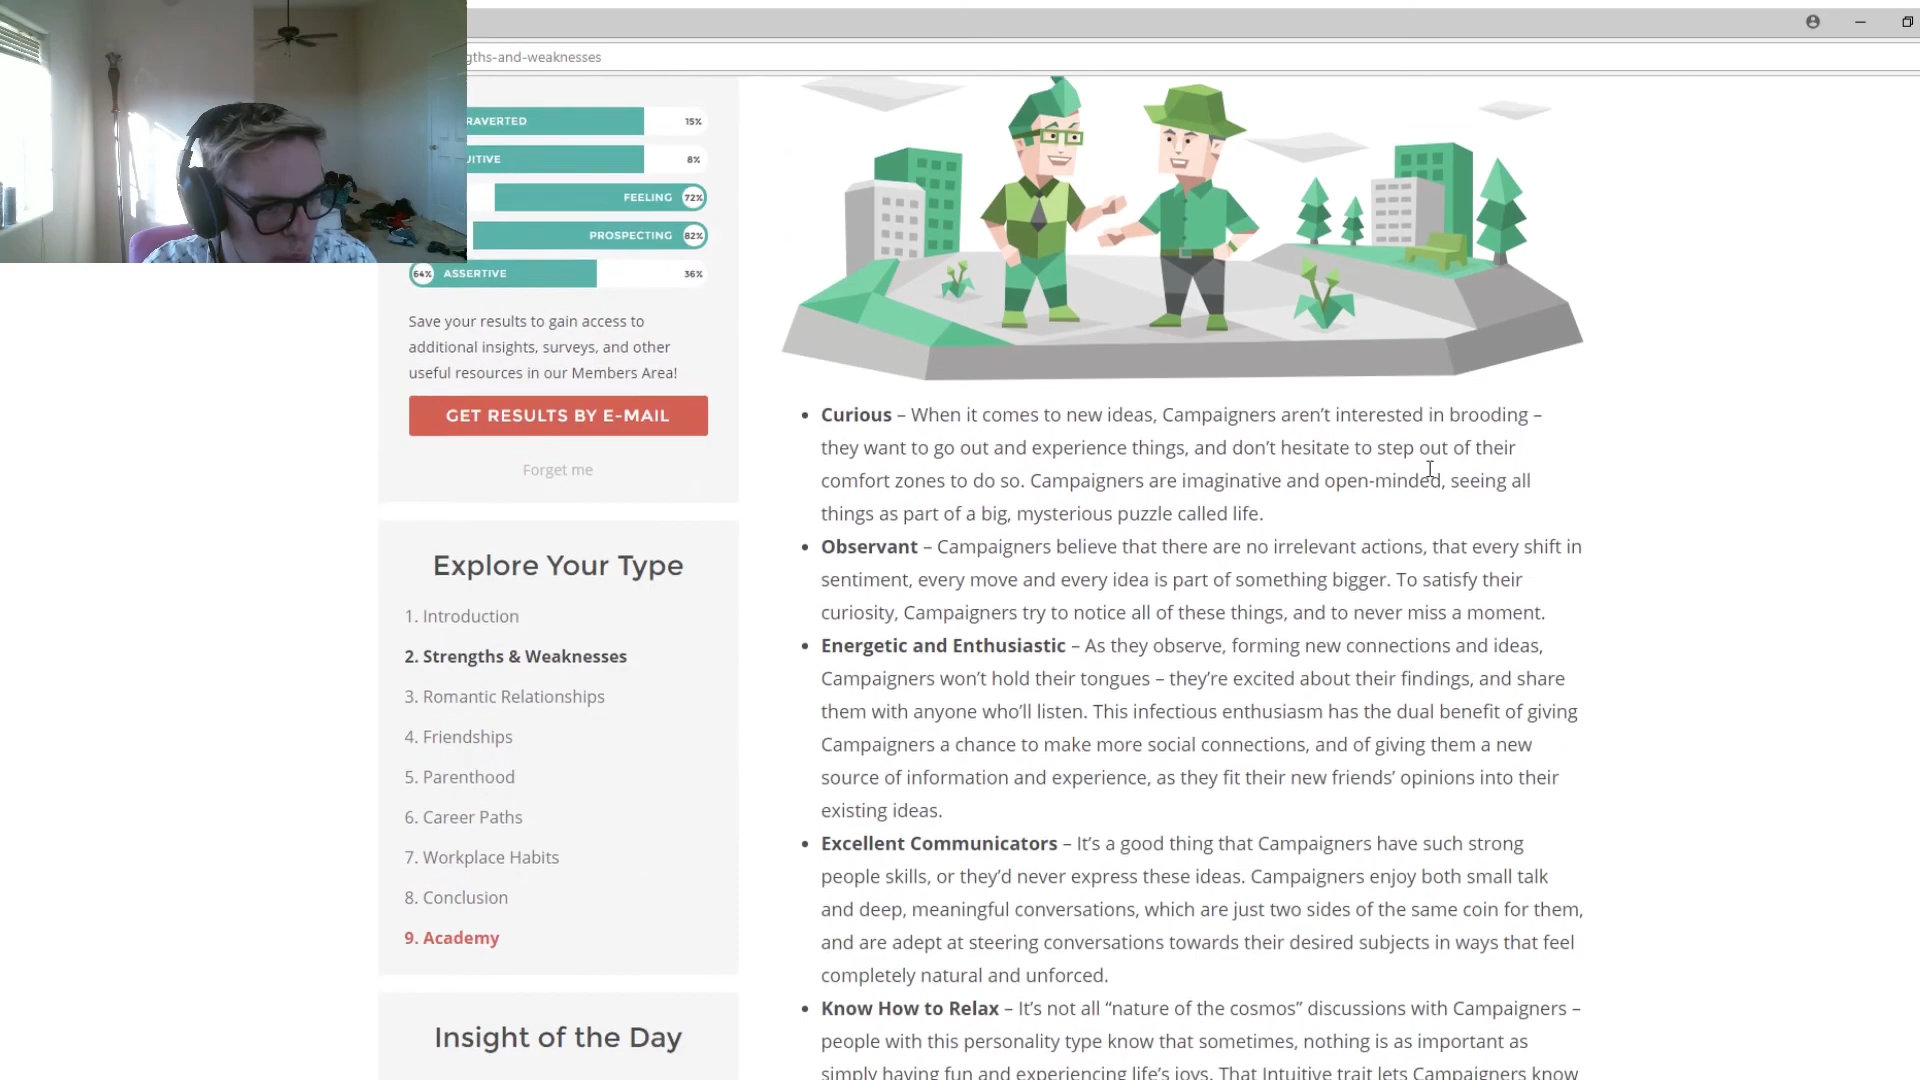 gths-and-weaknesses
RAVERTED 15%
UITIVE 8%
FEELING 72%
PROSPECTING 82%
64% ASSERTIVE 36%
Save your results to gain access to
additional insights, surveys, and other
useful resources in our Members Area!
GET RESULTS BY E-MAIL
Forget me
Explore Your Type
1. Introduction
2. Strengths & Weaknesses
3. Romantic Relationships
4. Friendships
5. Parenthood
6. Career Paths
7. Workplace Habits
8. Conclusion
9. Academy
Insight of the Day
• Curious – When it comes to new ideas, Campaigners aren’t interested in brooding –
they want to go out and experience things, and don’t hesitate to step out of their
comfort zones to do so. Campaigners are imaginative and open-minded, seeing all
things as part of a big, mysterious puzzle called life.
• Observant – Campaigners believe that there are no irrelevant actions, that every shift in
sentiment, every move and every idea is part of something bigger. To satisfy their
curiosity, Campaigners try to notice all of these things, and to never miss a moment.
• Energetic and Enthusiastic – As they observe, forming new connections and ideas,
Campaigners won’t hold their tongues – they’re excited about their findings, and share
them with anyone who’ll listen. This infectious enthusiasm has the dual benefit of giving
Campaigners a chance to make more social connections, and of giving them a new
source of information and experience, as they fit their new friends’ opinions into their
existing ideas.
• Excellent Communicators – It’s a good thing that Campaigners have such strong
people skills, or they’d never express these ideas. Campaigners enjoy both small talk
and deep, meaningful conversations, which are just two sides of the same coin for them,
and are adept at steering conversations towards their desired subjects in ways that feel
completely natural and unforced.
• Know How to Relax – It’s not all “nature of the cosmos” discussions with Campaigners –
people with this personality type know that sometimes, nothing is as important as
simply having fun and experiencing life’s joys. That Intuitive trait lets Campaigners know